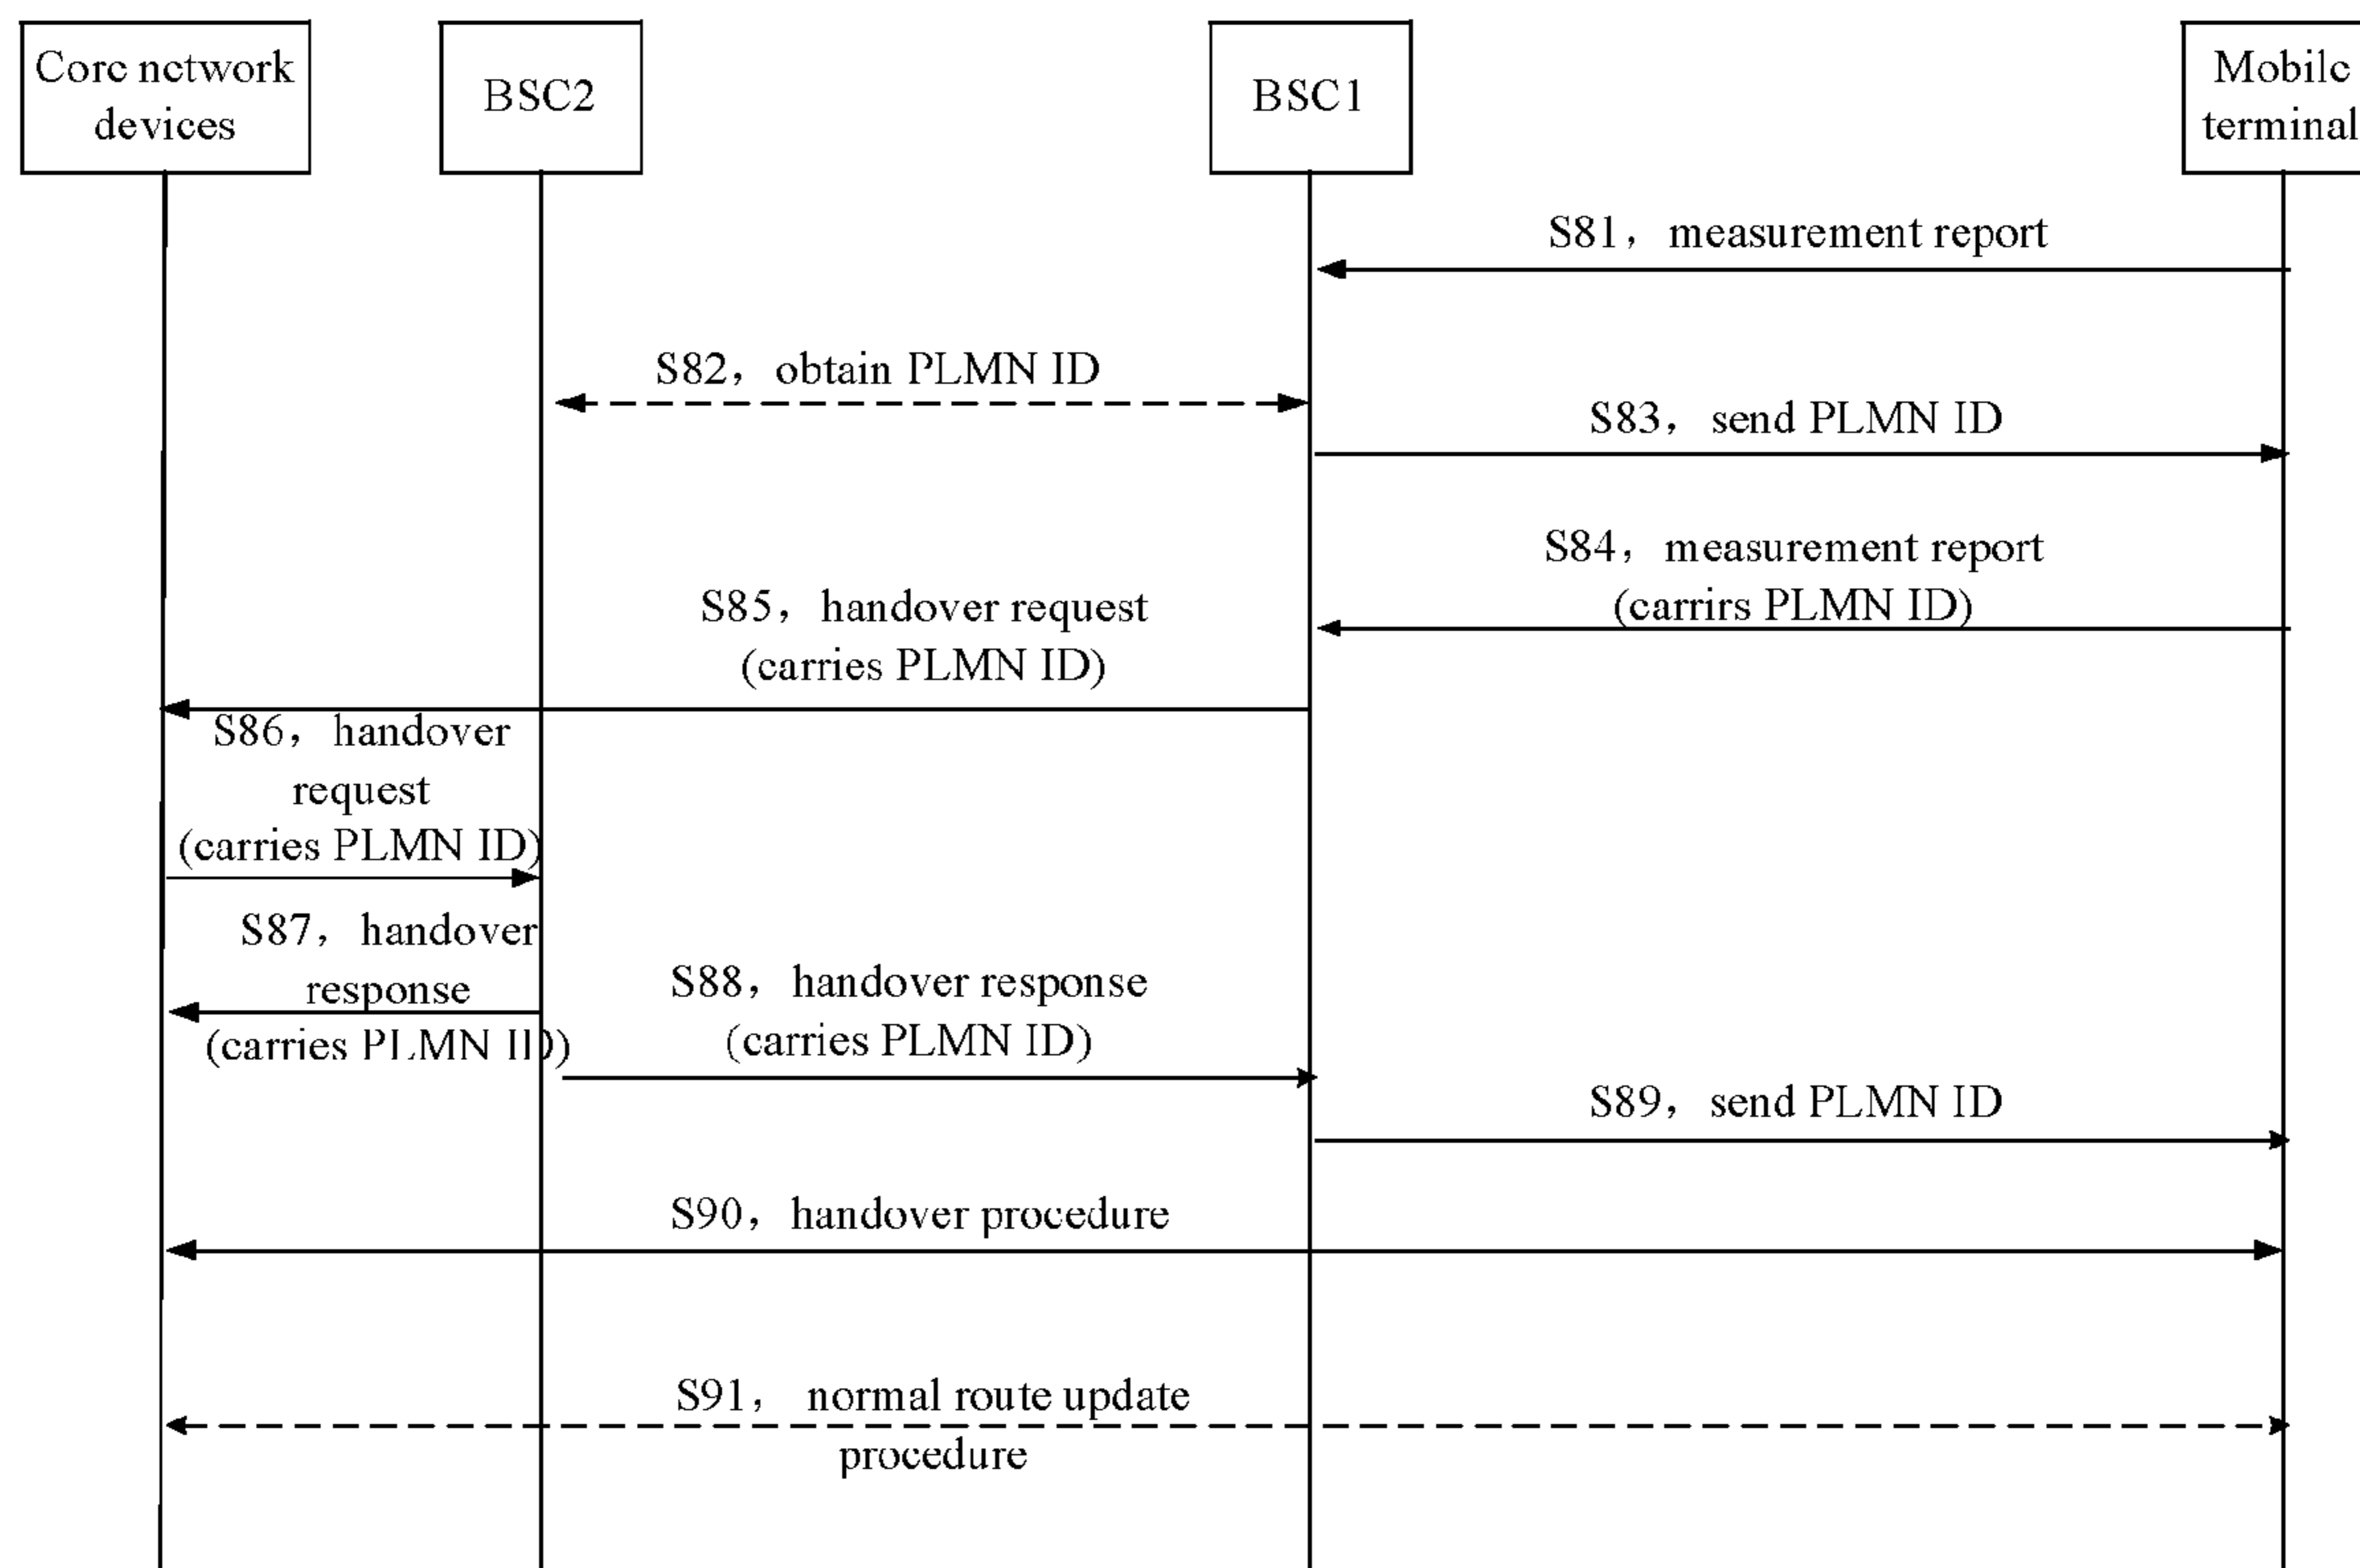 Core network
devices
BSC2
BSC1
Mobile
terminal
S81, measurement report
S82, obtain PLMN ID
S83, send PLMN ID
S84, measurement report
(carrirs PLMN ID)
S85, handover request
(carries PLMN ID)
S86, handover
request
(carries PLMN ID)
S87, handover
response
(carries PLMN ID)
S88, handover response
(carries PLMN ID)
S89, send PLMN ID
S90, handover procedure
S91, normal route update
procedure